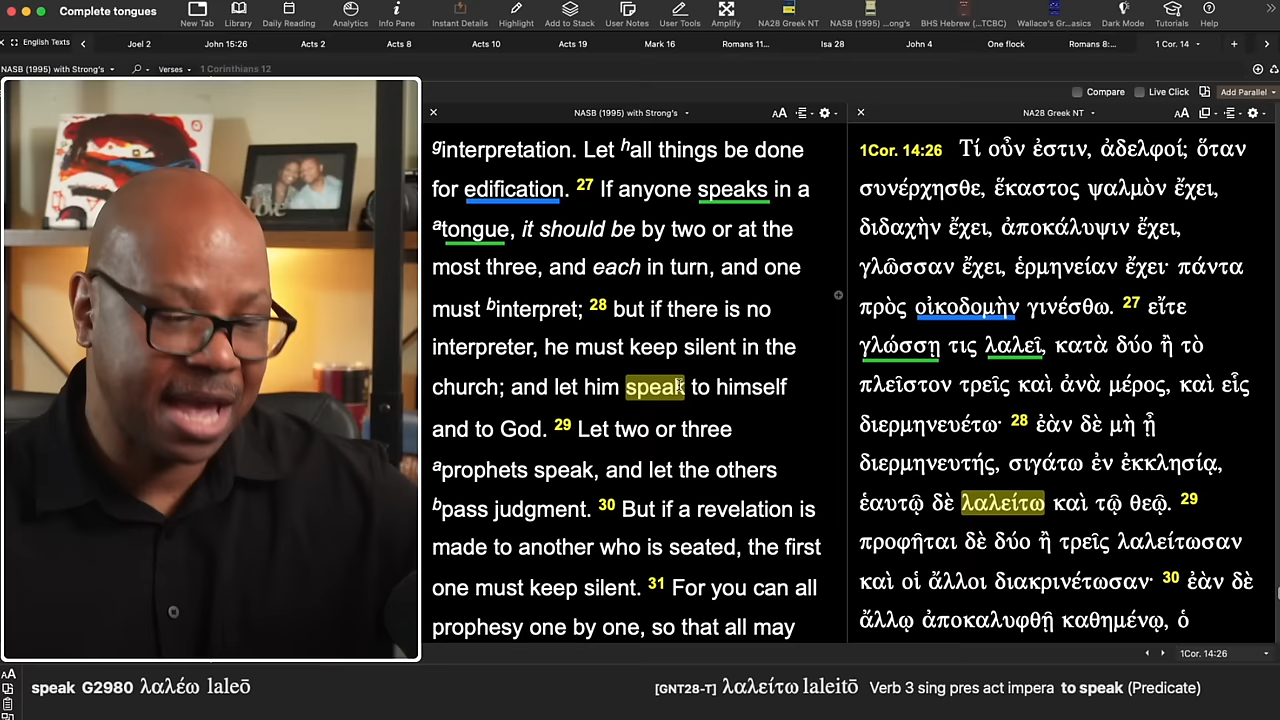 Complete tongues
New Tab
Library
Daily Reading
Analytics
Info Pane
Instant Details
Highlight
Add to Stack
User Notes
User Tools
Amplify
NA28 Greek NT
NASB (1995) ...ong's
BHS Hebrew (...TCBC)
Wallace's Gr...asics
Dark Mode
Tutorials
Help
English Texts
Joel 2
John 15:26
Acts 2
Acts 8
Acts 10
Acts 19
Mark 16
Romans 11...
Isa 28
John 4
One flock
Romans 8:...
1 Cor. 14
NASB (1995) with Strong's
Verses
1 Corinthians 12
Compare
Live Click
Add Parallel
NASB (1995) with Strong's
AA
ginterpretation. Let hall things be done
for edification. 27 If anyone speaks in a
atongue, it should be by two or at the
most three, and each in turn, and one
must binterpret; 28 but if there is no
interpreter, he must keep silent in the
church; and let him speak to himself
and to God. 29 Let two or three
aprophets speak, and let the others
bpass judgment. 30 But if a revelation is
made to another who is seated, the first
one must keep silent. 31 For you can all
prophesy one by one, so that all may
NA28 Greek NT
AA
1Cor. 14:26 Τί οὖν ἐστιν, ἀδελφοί; ὅταν
συνέρχησθε, ἕκαστος ψαλμὸν ἔχει,
διδαχὴν ἔχει, ἀποκάλυψιν ἔχει,
γλῶσσαν ἔχει, ἑρμηνείαν ἔχει· πάντα
πρὸς οἰκοδομὴν γινέσθω. 27 εἴτε
γλώσσῃ τις λαλεῖ, κατὰ δύο ἢ τὸ
πλεῖστον τρεῖς καὶ ἀνὰ μέρος, καὶ εἷς
διερμηνευέτω· 28 ἐὰν δὲ μὴ ᾖ
διερμηνευτής, σιγάτω ἐν ἐκκλησίᾳ,
ἑαυτῷ δὲ λαλείτω καὶ τῷ θεῷ. 29
προφῆται δὲ δύο ἢ τρεῖς λαλείτωσαν
καὶ οἱ ἄλλοι διακρινέτωσαν· 30 ἐὰν δὲ
ἄλλῳ ἀποκαλυφθῇ καθημένῳ, ὁ
1Cor. 14:26
AA
speak G2980 λαλέω laleō
[GNT28-T] λαλείτω laleitō Verb 3 sing pres act impera to speak (Predicate)